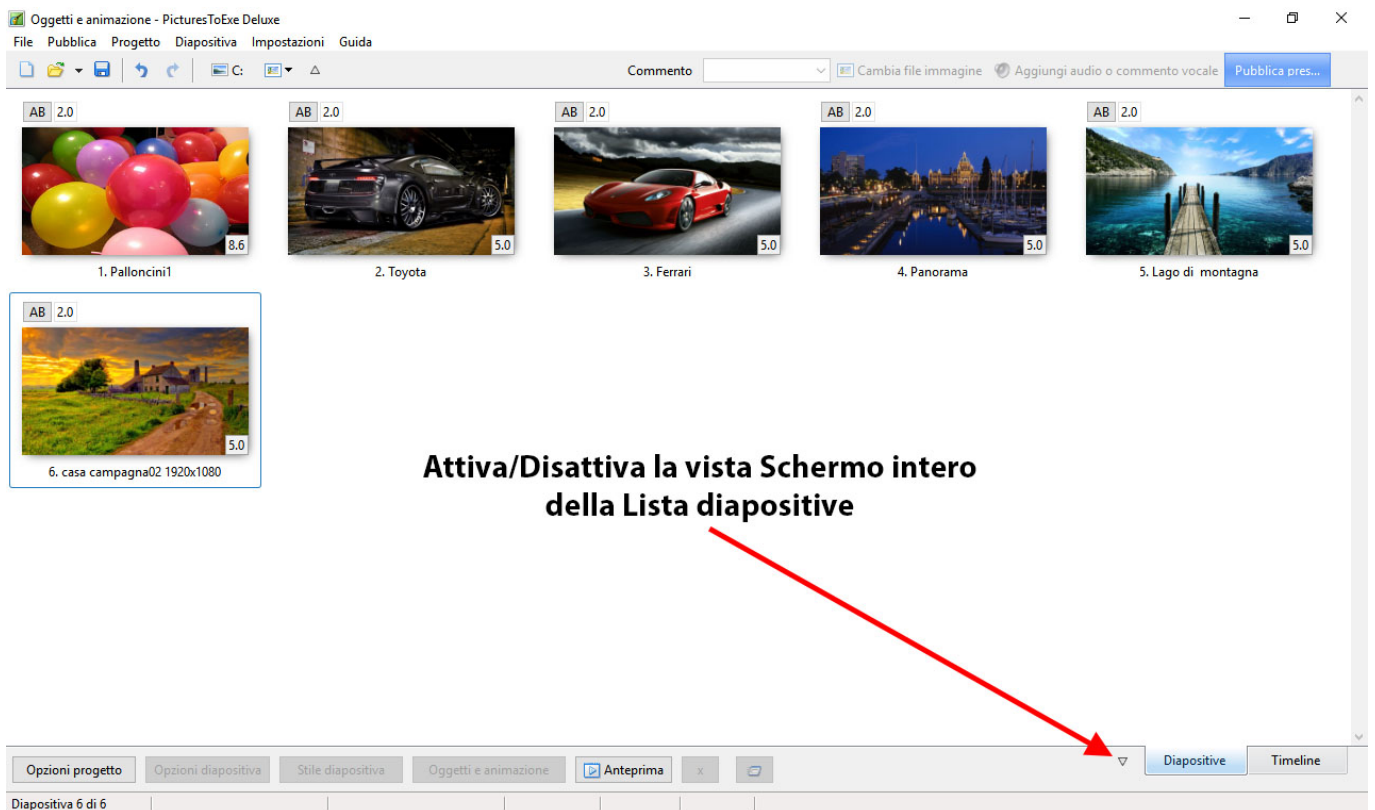 Oggetti e animazione - PicturesToExe Deluxe
File Pubblica Progetto Diapositiva Impostazioni Guida
C: Commento Cambia file immagine Aggiungi audio o commento vocale Pubblica pres...
AB 2.0 AB 2.0 AB 2.0 AB 2.0 AB 2.0
8.6 5.0 5.0 5.0 5.0
1. Palloncini1 2. Toyota 3. Ferrari 4. Panorama 5. Lago di montagna
AB 2.0
5.0
6. casa campagna02 1920x1080
Attiva/Disattiva la vista Schermo intero
della Lista diapositive
Opzioni progetto Opzioni diapositiva Stile diapositiva Oggetti e animazione Anteprima x Diapositive Timeline
Diapositiva 6 di 6